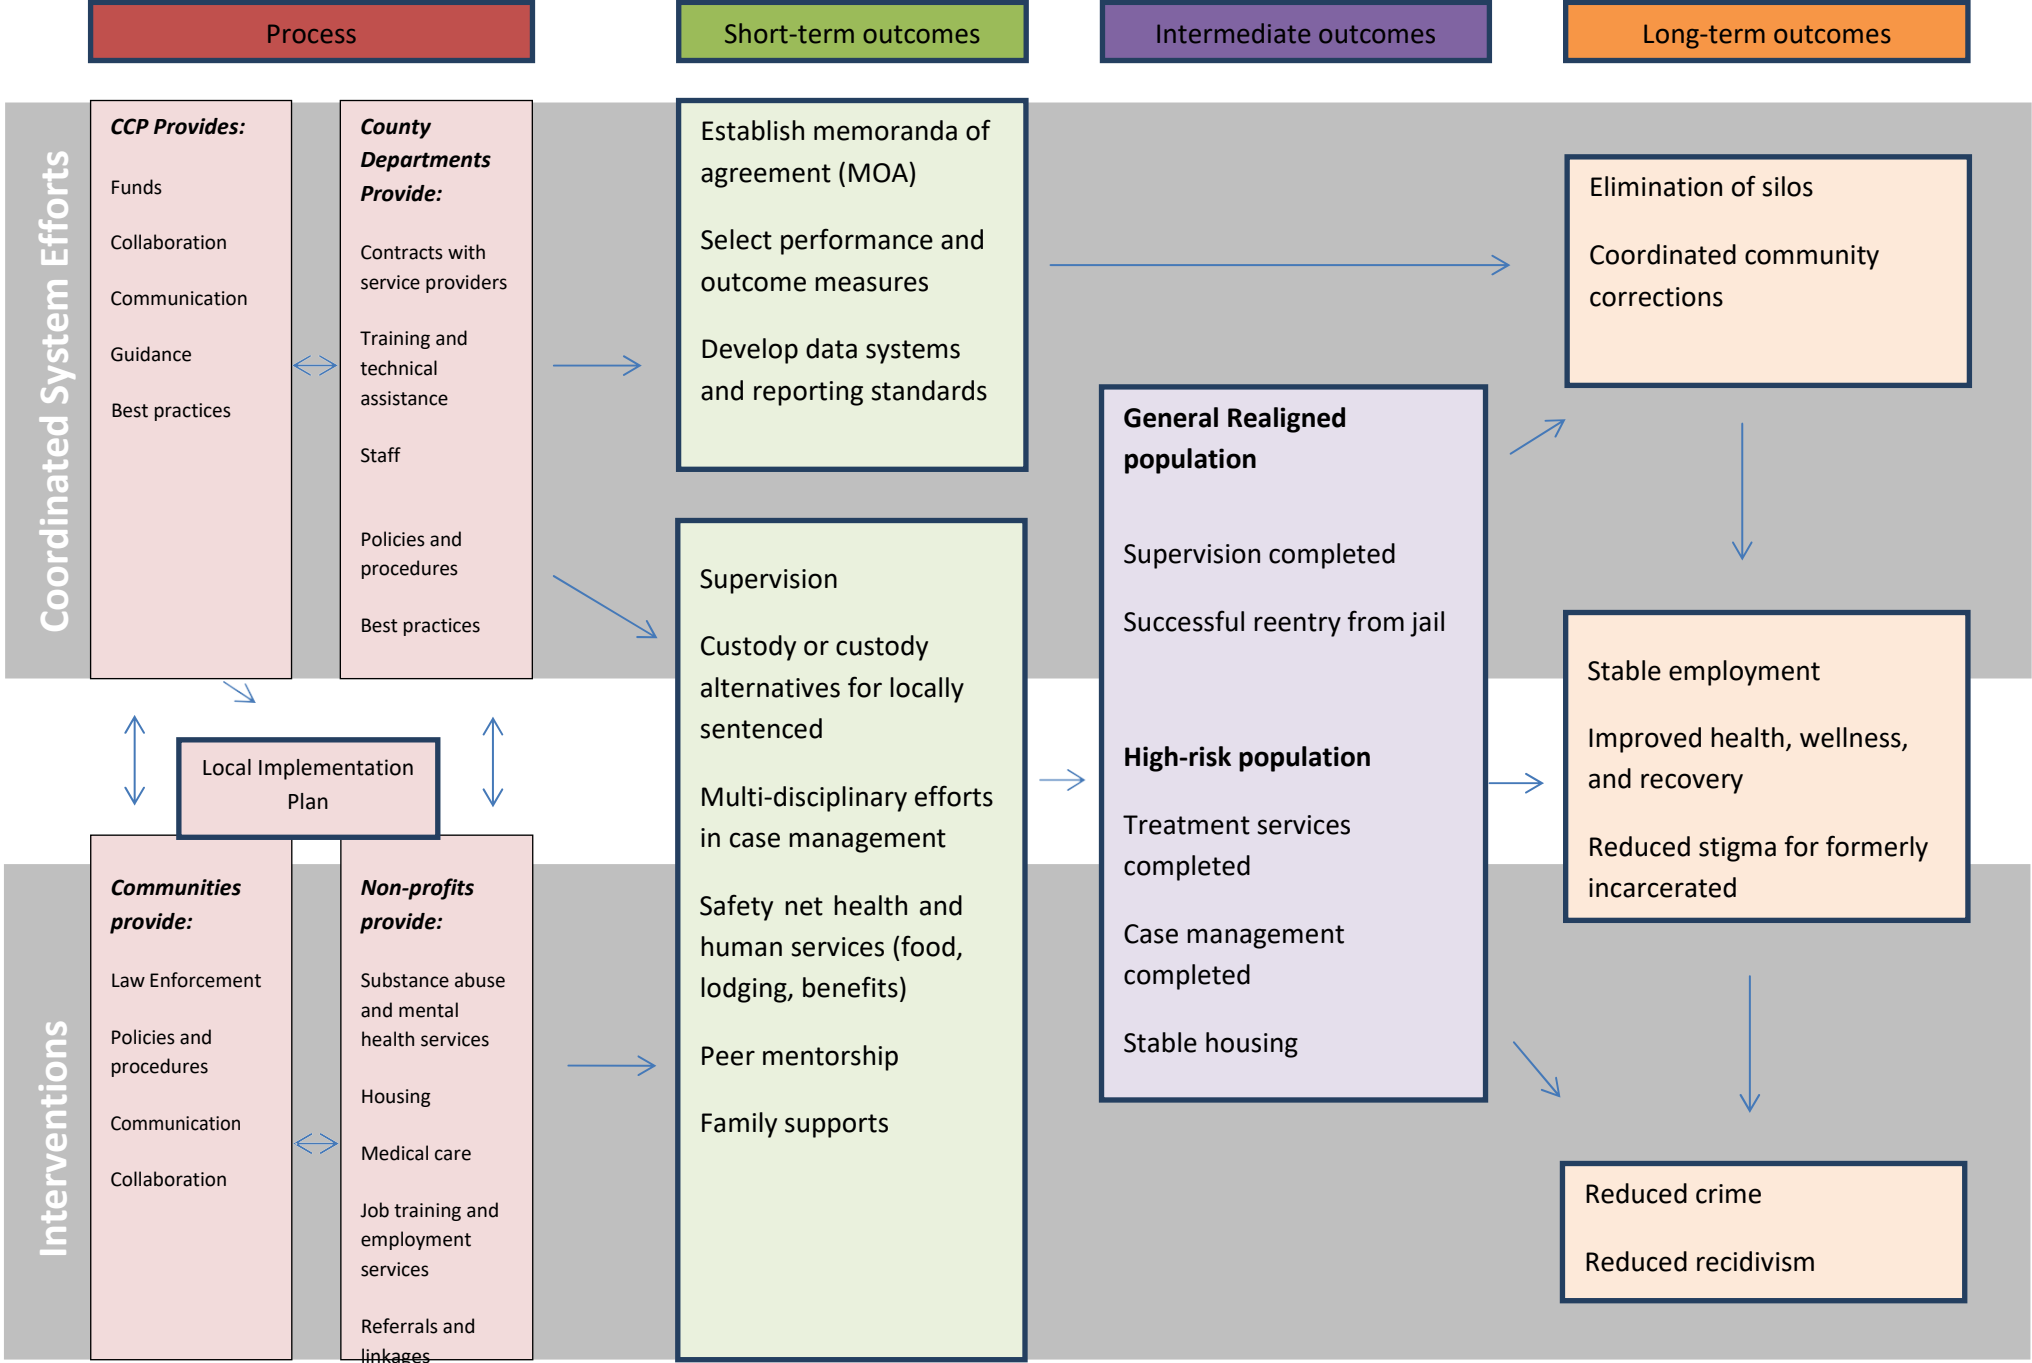 Process
Short-term outcomes
Intermediate outcomes
Long-term outcomes
Coordinated System Efforts
CCP Provides:
Funds
Collaboration
Communication
Guidance
Best practices
County
Departments
Provide:
Contracts with
service providers
Training and
technical
assistance
Staff
Policies and
procedures
Best practices
Local Implementation
Plan
Interventions
Communities
provide:
Law Enforcement
Policies and
procedures
Communication
Collaboration
Non-profits
provide:
Substance abuse
and mental
health services
Housing
Medical care
Job training and
employment
services
Referrals and
linkages
Establish memoranda of
agreement (MOA)
Select performance and
outcome measures
Develop data systems
and reporting standards
Supervision
Custody or custody
alternatives for locally
sentenced
Multi-disciplinary efforts
in case management
Safety net health and
human services (food,
lodging, benefits)
Peer mentorship
Family supports
General Realigned
population
Supervision completed
Successful reentry from jail
High-risk population
Treatment services
completed
Case management
completed
Stable housing
Elimination of silos
Coordinated community
corrections
Stable employment
Improved health, wellness,
and recovery
Reduced stigma for formerly
incarcerated
Reduced crime
Reduced recidivism